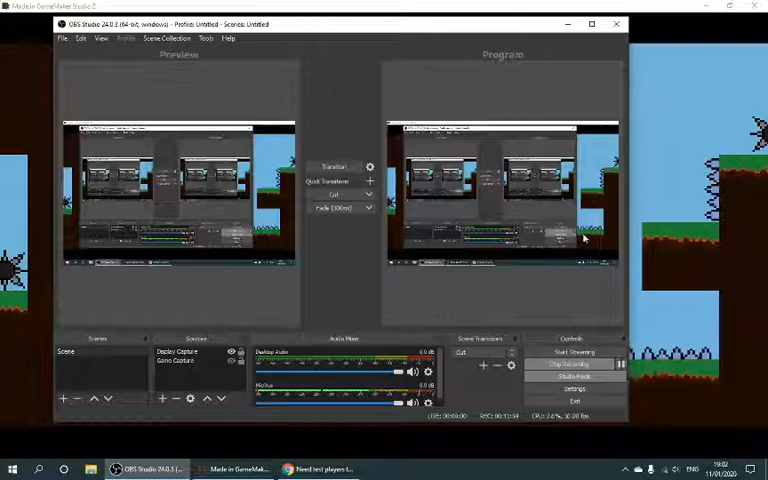 Made in GameMaker Studio 2
OBS Studio 24.0.3 (64-bit, windows) - Profile: Untitled - Scenes: Untitled
File Edit View Profile Scene Collection Tools Help
Preview
Program
Transition
Quick Transitions
Cut
Fade (300ms)
Scenes
Sources
Audio Mixer
Scene Transitions
Controls
Scene
Display Capture
Game Capture
Desktop Audio 0.0 dB
Mic/Aux 0.0 dB
Cut
Start Streaming
Stop Recording
Studio Mode
Settings
Exit
LIVE: 00:00:00 REC: 00:11:34 CPU: 2.6%, 30.00 fps
OBS Studio 24.0.3 (...
Made in GameMak...
Need test players t...
ENG
19:02
11/01/2020